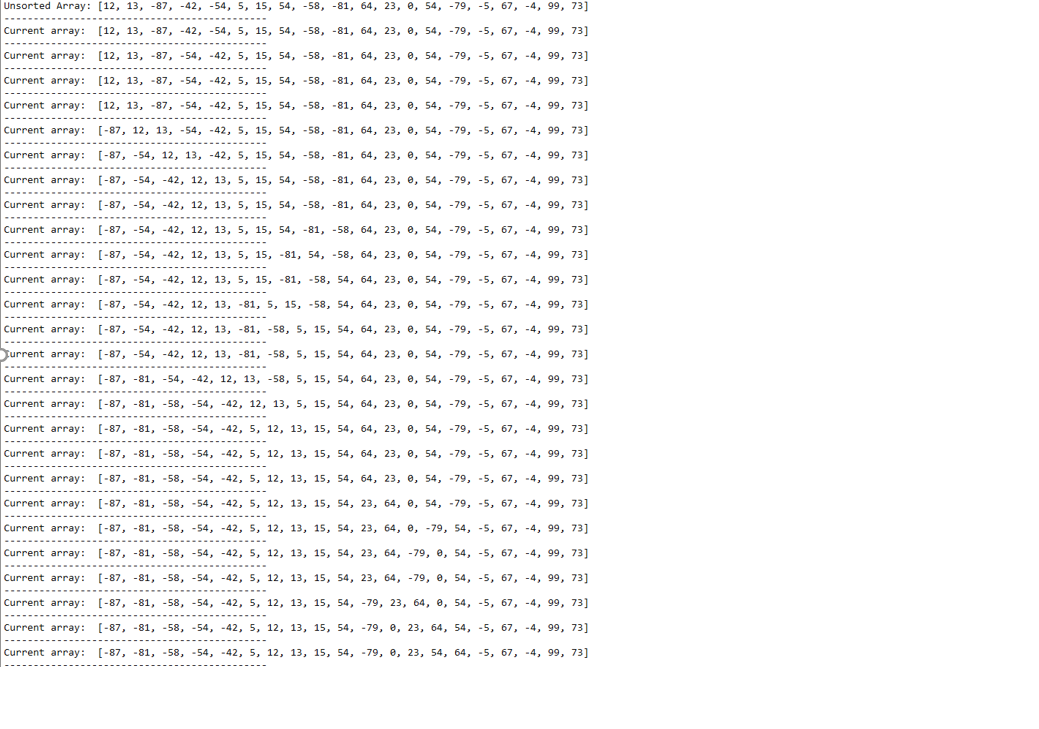 Unsorted Array: [12, 13, -87, -42, -54, 5, 15, 54, -58, -81, 64, 23, 0, 54, -79, -5, 67, -4, 99, 73]
---------------------------------------------
Current array:  [12, 13, -87, -42, -54, 5, 15, 54, -58, -81, 64, 23, 0, 54, -79, -5, 67, -4, 99, 73]
---------------------------------------------
Current array:  [12, 13, -87, -54, -42, 5, 15, 54, -58, -81, 64, 23, 0, 54, -79, -5, 67, -4, 99, 73]
---------------------------------------------
Current array:  [12, 13, -87, -54, -42, 5, 15, 54, -58, -81, 64, 23, 0, 54, -79, -5, 67, -4, 99, 73]
---------------------------------------------
Current array:  [12, 13, -87, -54, -42, 5, 15, 54, -58, -81, 64, 23, 0, 54, -79, -5, 67, -4, 99, 73]
---------------------------------------------
Current array:  [-87, 12, 13, -54, -42, 5, 15, 54, -58, -81, 64, 23, 0, 54, -79, -5, 67, -4, 99, 73]
---------------------------------------------
Current array:  [-87, -54, 12, 13, -42, 5, 15, 54, -58, -81, 64, 23, 0, 54, -79, -5, 67, -4, 99, 73]
---------------------------------------------
Current array:  [-87, -54, -42, 12, 13, 5, 15, 54, -58, -81, 64, 23, 0, 54, -79, -5, 67, -4, 99, 73]
---------------------------------------------
Current array:  [-87, -54, -42, 12, 13, 5, 15, 54, -58, -81, 64, 23, 0, 54, -79, -5, 67, -4, 99, 73]
---------------------------------------------
Current array:  [-87, -54, -42, 12, 13, 5, 15, 54, -81, -58, 64, 23, 0, 54, -79, -5, 67, -4, 99, 73]
---------------------------------------------
Current array:  [-87, -54, -42, 12, 13, 5, 15, -81, 54, -58, 64, 23, 0, 54, -79, -5, 67, -4, 99, 73]
---------------------------------------------
Current array:  [-87, -54, -42, 12, 13, 5, 15, -81, -58, 54, 64, 23, 0, 54, -79, -5, 67, -4, 99, 73]
---------------------------------------------
Current array:  [-87, -54, -42, 12, 13, -81, 5, 15, -58, 54, 64, 23, 0, 54, -79, -5, 67, -4, 99, 73]
---------------------------------------------
Current array:  [-87, -54, -42, 12, 13, -81, -58, 5, 15, 54, 64, 23, 0, 54, -79, -5, 67, -4, 99, 73]
---------------------------------------------
Current array:  [-87, -54, -42, 12, 13, -81, -58, 5, 15, 54, 64, 23, 0, 54, -79, -5, 67, -4, 99, 73]
---------------------------------------------
Current array:  [-87, -81, -54, -42, 12, 13, -58, 5, 15, 54, 64, 23, 0, 54, -79, -5, 67, -4, 99, 73]
---------------------------------------------
Current array:  [-87, -81, -58, -54, -42, 12, 13, 5, 15, 54, 64, 23, 0, 54, -79, -5, 67, -4, 99, 73]
---------------------------------------------
Current array:  [-87, -81, -58, -54, -42, 5, 12, 13, 15, 54, 64, 23, 0, 54, -79, -5, 67, -4, 99, 73]
---------------------------------------------
Current array:  [-87, -81, -58, -54, -42, 5, 12, 13, 15, 54, 64, 23, 0, 54, -79, -5, 67, -4, 99, 73]
---------------------------------------------
Current array:  [-87, -81, -58, -54, -42, 5, 12, 13, 15, 54, 64, 23, 0, 54, -79, -5, 67, -4, 99, 73]
---------------------------------------------
Current array:  [-87, -81, -58, -54, -42, 5, 12, 13, 15, 54, 23, 64, 0, 54, -79, -5, 67, -4, 99, 73]
---------------------------------------------
Current array:  [-87, -81, -58, -54, -42, 5, 12, 13, 15, 54, 23, 64, 0, -79, 54, -5, 67, -4, 99, 73]
---------------------------------------------
Current array:  [-87, -81, -58, -54, -42, 5, 12, 13, 15, 54, 23, 64, -79, 0, 54, -5, 67, -4, 99, 73]
---------------------------------------------
Current array:  [-87, -81, -58, -54, -42, 5, 12, 13, 15, 54, 23, 64, -79, 0, 54, -5, 67, -4, 99, 73]
---------------------------------------------
Current array:  [-87, -81, -58, -54, -42, 5, 12, 13, 15, 54, -79, 23, 64, 0, 54, -5, 67, -4, 99, 73]
---------------------------------------------
Current array:  [-87, -81, -58, -54, -42, 5, 12, 13, 15, 54, -79, 0, 23, 64, 54, -5, 67, -4, 99, 73]
---------------------------------------------
Current array:  [-87, -81, -58, -54, -42, 5, 12, 13, 15, 54, -79, 0, 23, 54, 64, -5, 67, -4, 99, 73]
---------------------------------------------